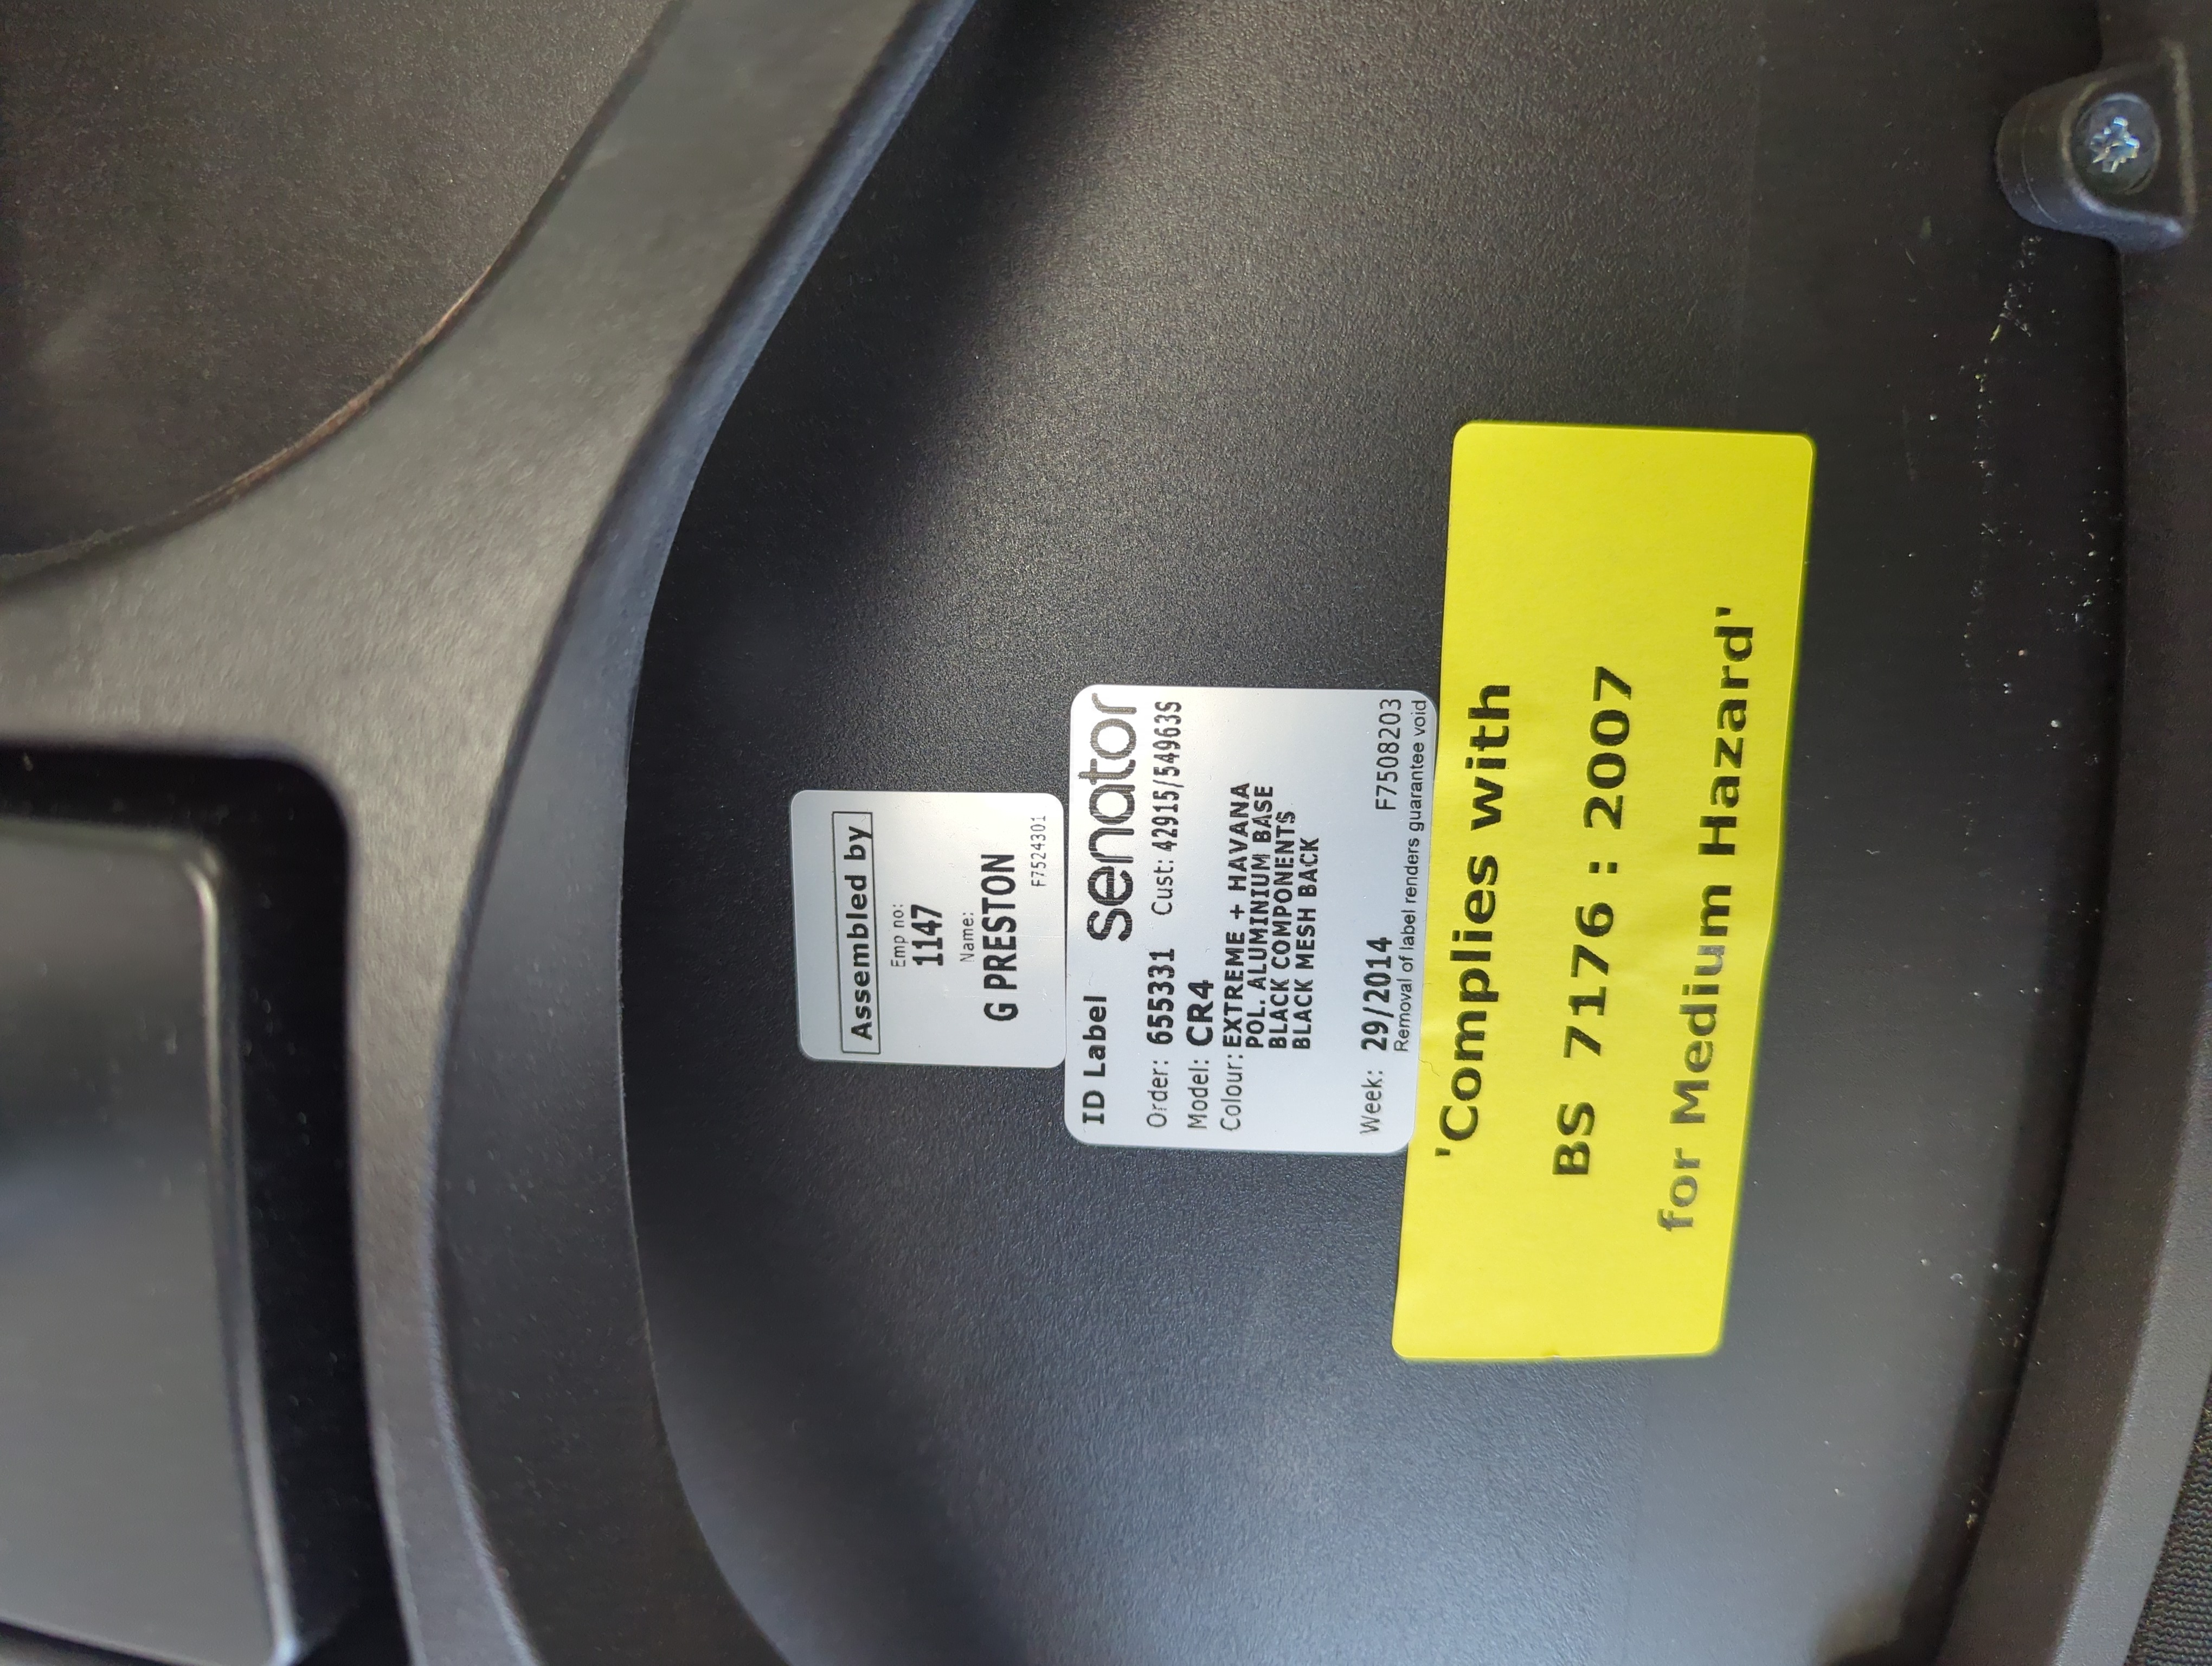 Assembled by
Emp no:
1147
Name:
G PRESTON
F7524301
ID Label senator
Order: 655331 Cust: 42915/54963S
Model: CR4
Colour: EXTREME + HAVANA
POL. ALUMINIUM BASE
BLACK COMPONENTS
BLACK MESH BACK
Week: 29/2014 F7508203
Removal of label renders guarantee void
'Complies with
BS 7176 : 2007
for Medium Hazard'